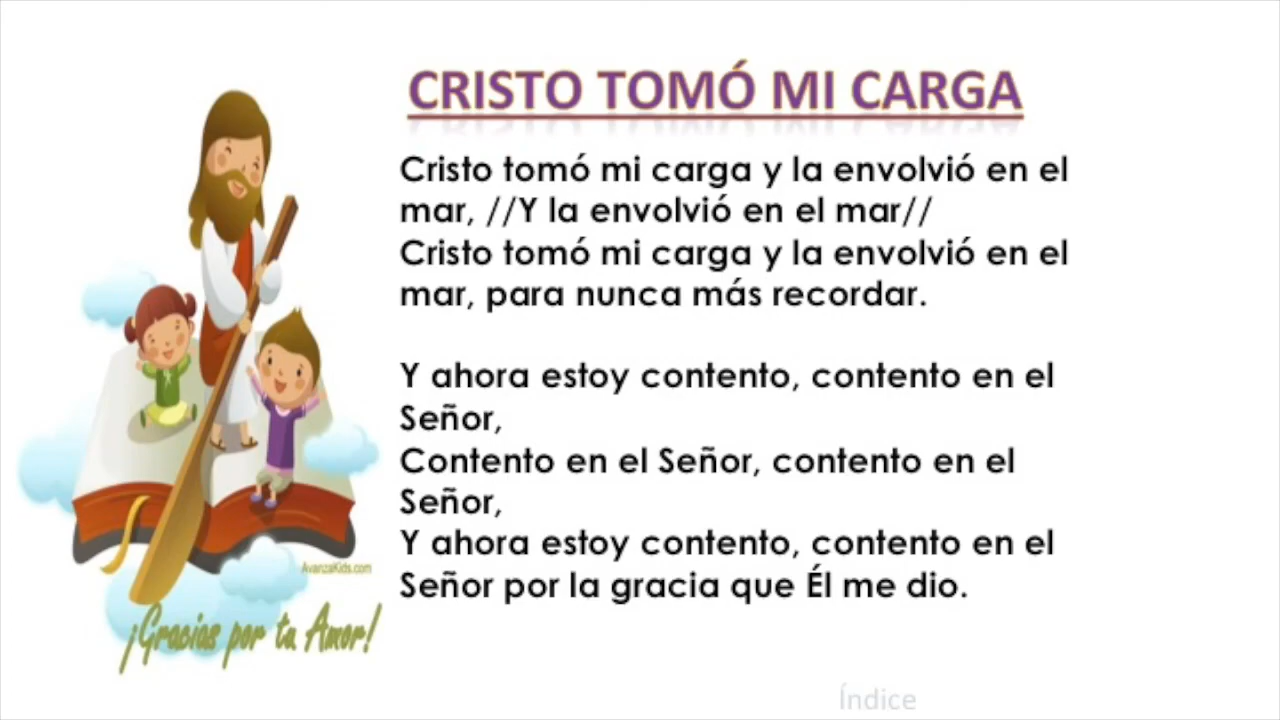 CRISTO TOMÓ MI CARGA
Cristo tomó mi carga y la envolvió en el
mar, //Y la envolvió en el mar//
Cristo tomó mi carga y la envolvió en el
mar, para nunca más recordar.
Y ahora estoy contento, contento en el
Señor,
Contento en el Señor, contento en el
Señor,
Y ahora estoy contento, contento en el
Señor por la gracia que Él me dio.
AvanzaKids.com
¡Gracias por tu Amor!
Índice